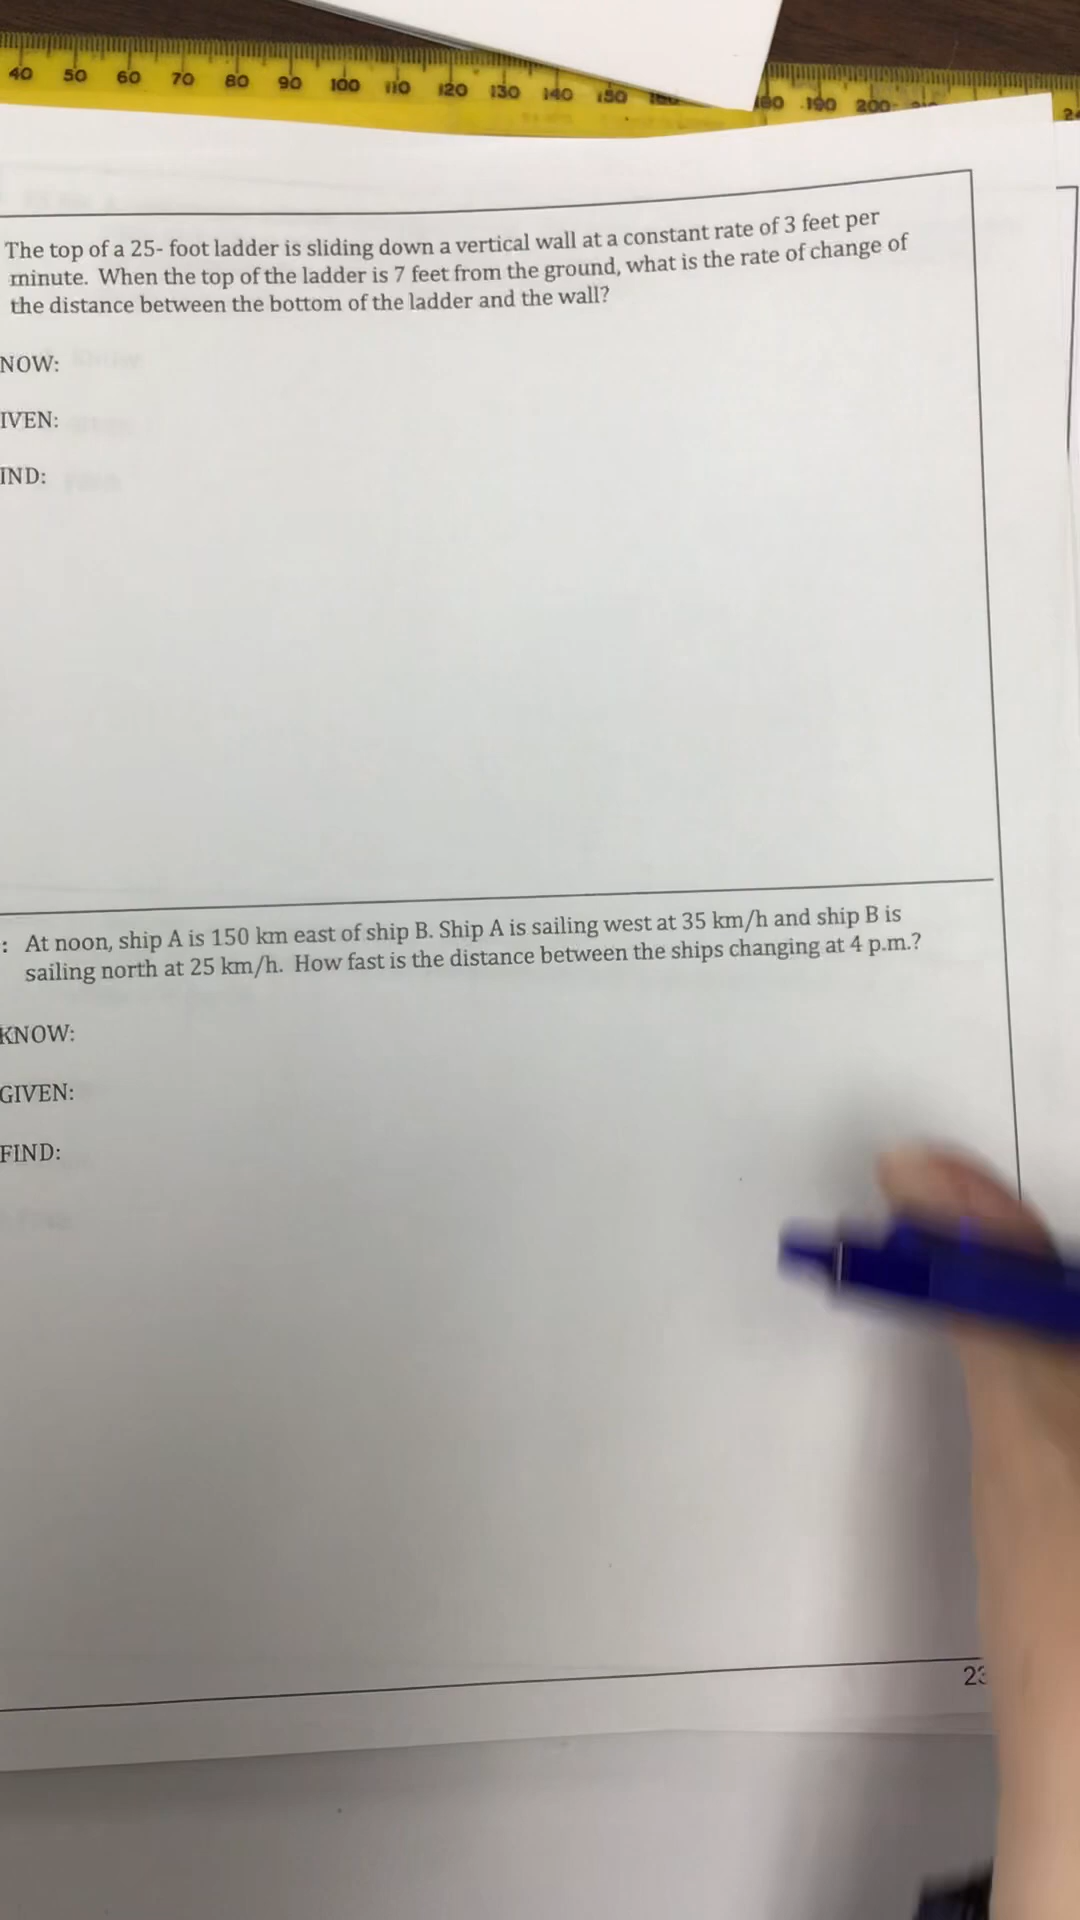 40 50 60 70 80 90 100 110 120 130 140 150 180 190 200
The top of a 25- foot ladder is sliding down a vertical wall at a constant rate of 3 feet per
minute. When the top of the ladder is 7 feet from the ground, what is the rate of change of
the distance between the bottom of the ladder and the wall?
NOW:
IVEN:
IND:
: At noon, ship A is 150 km east of ship B. Ship A is sailing west at 35 km/h and ship B is
sailing north at 25 km/h. How fast is the distance between the ships changing at 4 p.m.?
KNOW:
GIVEN:
FIND:
23